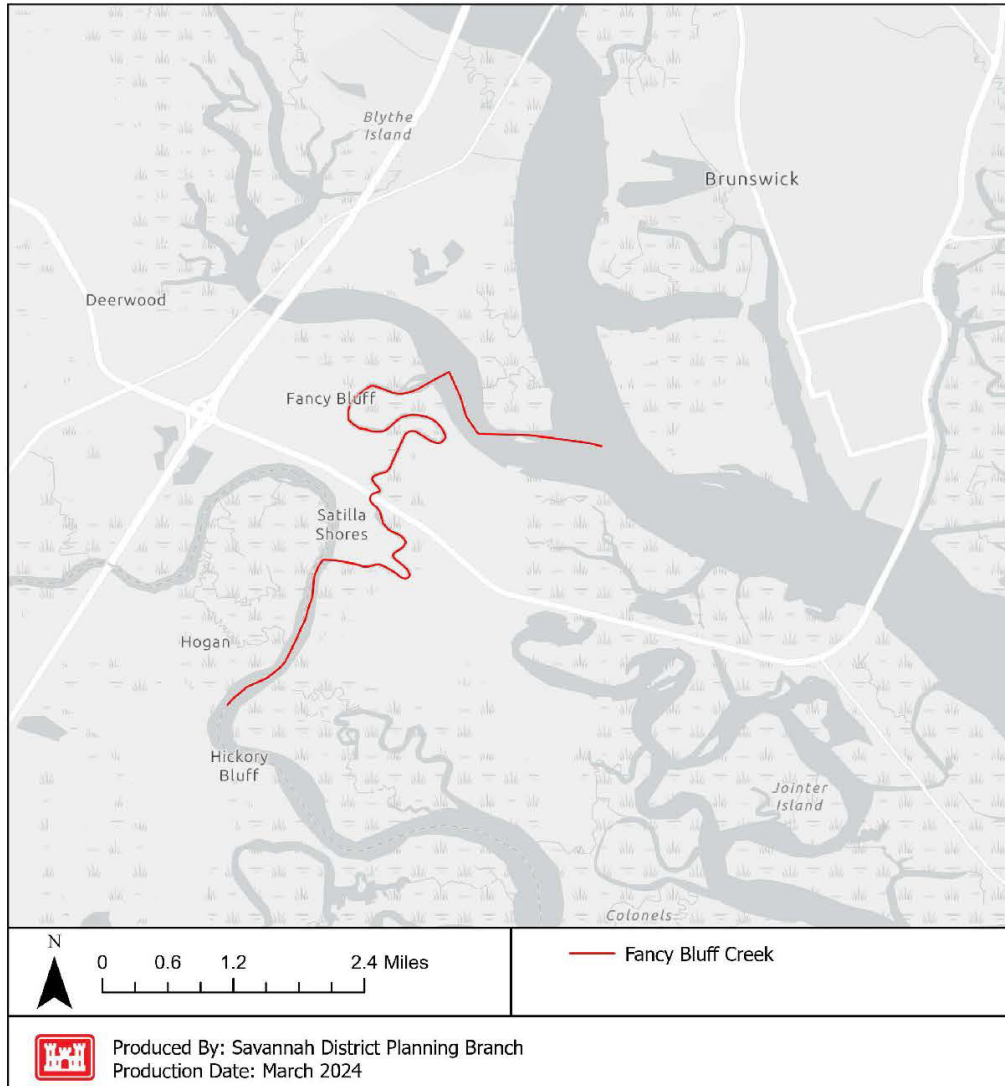 Blythe
Island
Brunswick
Deerwood
Fancy Bluff
Satilla
Shores
Hogan
Hickory
Bluff
Jointer
Island
Colonels
N
0 0.6 1.2 2.4 Miles
Fancy Bluff Creek
Produced By: Savannah District Planning Branch
Production Date: March 2024